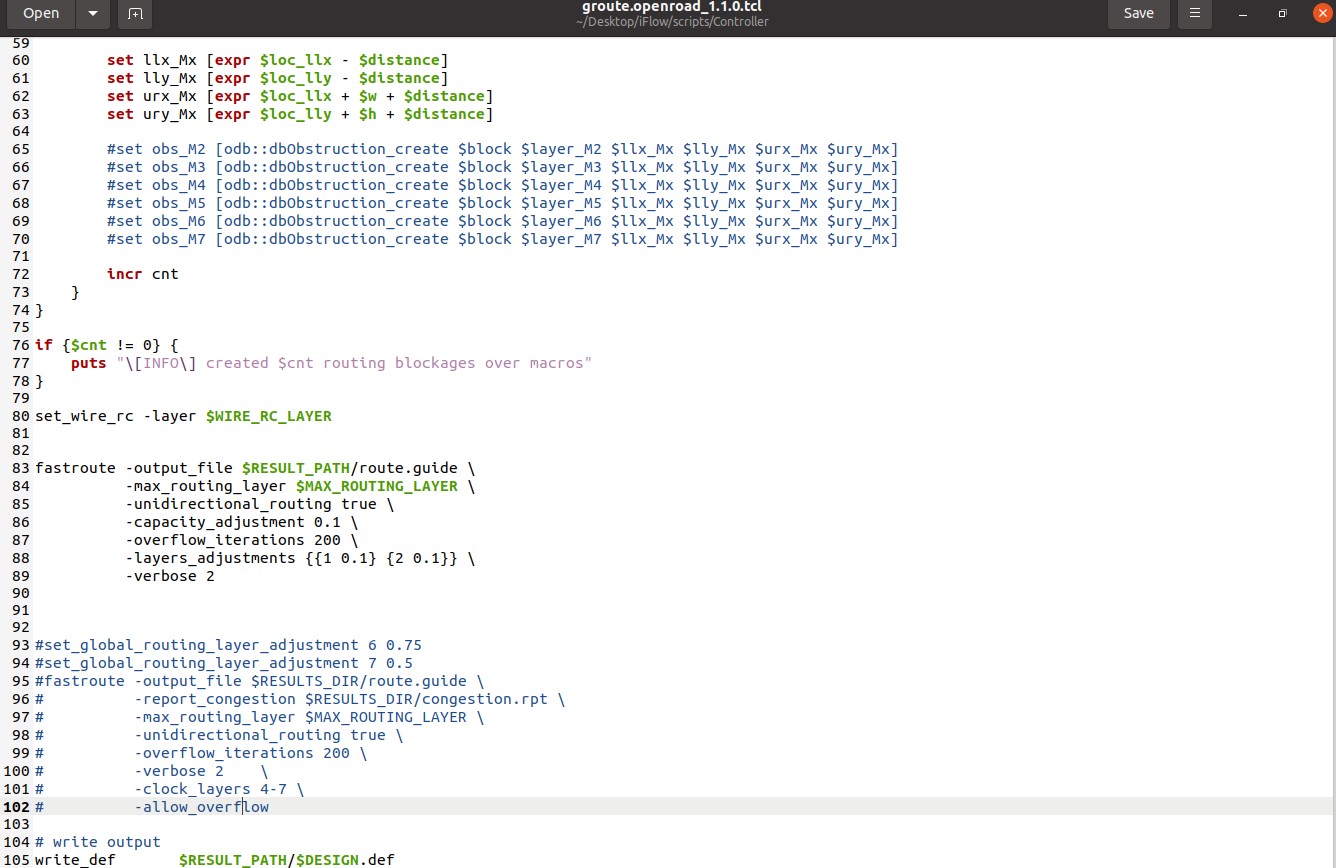 Open
groute.openroad_1.1.0.tcl
~/Desktop/iFlow/scripts/Controller
Save
59
60         set llx_Mx [expr $loc_llx - $distance]
61         set lly_Mx [expr $loc_lly - $distance]
62         set urx_Mx [expr $loc_llx + $w + $distance]
63         set ury_Mx [expr $loc_lly + $h + $distance]
64
65         #set obs_M2 [odb::dbObstruction_create $block $layer_M2 $llx_Mx $lly_Mx $urx_Mx $ury_Mx]
66         #set obs_M3 [odb::dbObstruction_create $block $layer_M3 $llx_Mx $lly_Mx $urx_Mx $ury_Mx]
67         #set obs_M4 [odb::dbObstruction_create $block $layer_M4 $llx_Mx $lly_Mx $urx_Mx $ury_Mx]
68         #set obs_M5 [odb::dbObstruction_create $block $layer_M5 $llx_Mx $lly_Mx $urx_Mx $ury_Mx]
69         #set obs_M6 [odb::dbObstruction_create $block $layer_M6 $llx_Mx $lly_Mx $urx_Mx $ury_Mx]
70         #set obs_M7 [odb::dbObstruction_create $block $layer_M7 $llx_Mx $lly_Mx $urx_Mx $ury_Mx]
71
72         incr cnt
73     }
74 }
75
76 if {$cnt != 0} {
77     puts "\[INFO\] created $cnt routing blockages over macros"
78 }
79
80 set_wire_rc -layer $WIRE_RC_LAYER
81
82
83 fastroute -output_file $RESULT_PATH/route.guide \
84           -max_routing_layer $MAX_ROUTING_LAYER \
85           -unidirectional_routing true \
86           -capacity_adjustment 0.1 \
87           -overflow_iterations 200 \
88           -layers_adjustments {{1 0.1} {2 0.1}} \
89           -verbose 2
90
91
92
93 #set_global_routing_layer_adjustment 6 0.75
94 #set_global_routing_layer_adjustment 7 0.5
95 #fastroute -output_file $RESULTS_DIR/route.guide \
96 #          -report_congestion $RESULTS_DIR/congestion.rpt \
97 #          -max_routing_layer $MAX_ROUTING_LAYER \
98 #          -unidirectional_routing true \
99 #          -overflow_iterations 200 \
100 #          -verbose 2    \
101 #          -clock_layers 4-7 \
102 #          -allow_overflow
103
104 # write output
105 write_def       $RESULT_PATH/$DESIGN.def